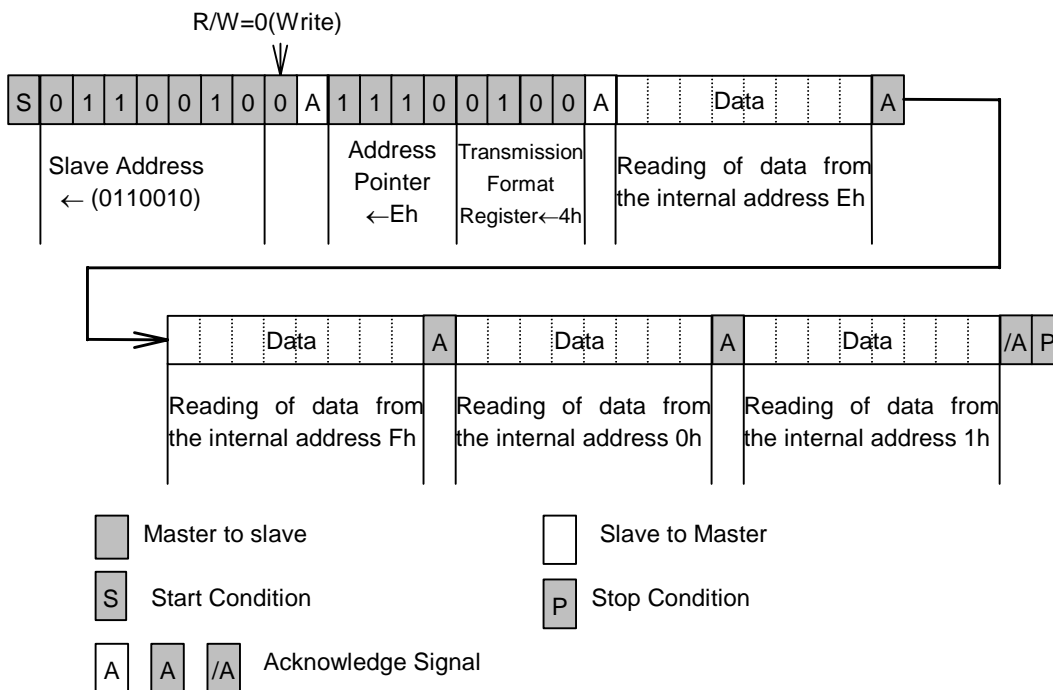 R/W=0(Write)
S 0 1 1 0 0 1 0 0 A 1 1 1 0 0 1 0 0 A Data A
Slave Address
← (0110010)
Address
Pointer
←Eh
Transmission
Format
Register←4h
Reading of data from
the internal address Eh
Data A Data A Data /A P
Reading of data from
the internal address Fh
Reading of data from
the internal address 0h
Reading of data from
the internal address 1h
Master to slave
Slave to Master
S Start Condition
P Stop Condition
A A /A Acknowledge Signal